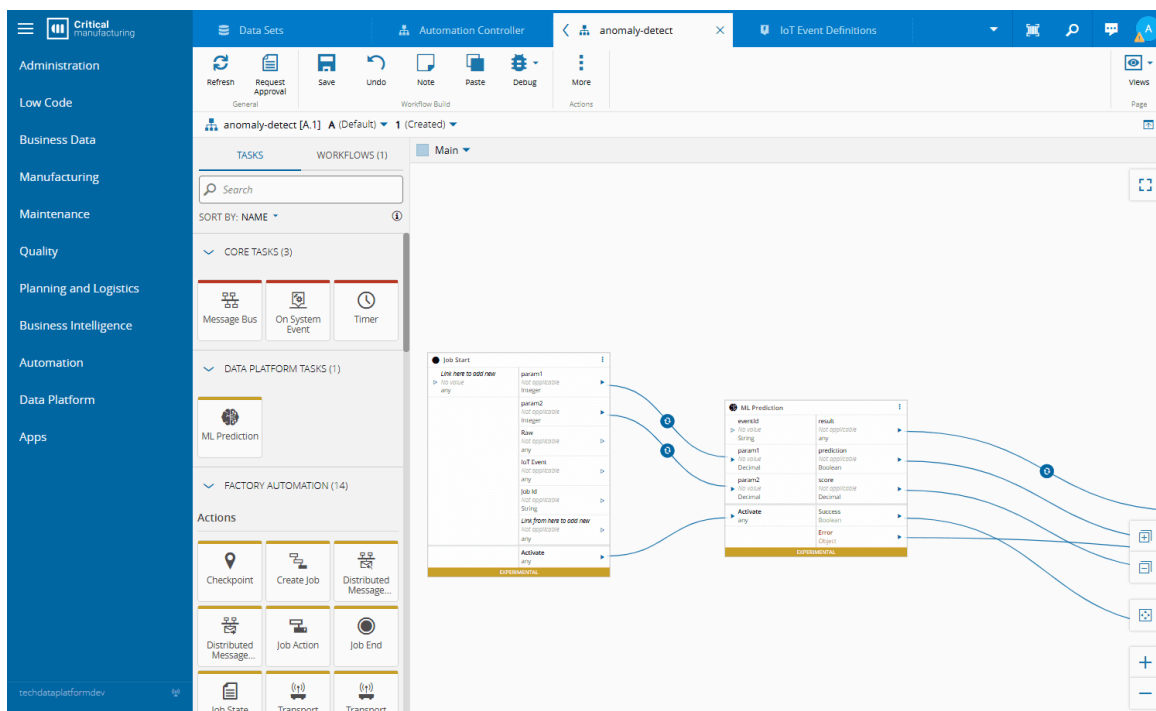 Critical
manufacturing
Data Sets
Automation Controller
anomaly-detect
IoT Event Definitions
A
Administration
Low Code
Business Data
Manufacturing
Maintenance
Quality
Planning and Logistics
Business Intelligence
Automation
Data Platform
Apps
techdataplatformdev
Refresh
Request
Approval
Save
Undo
Note
Paste
Debug
More
Views
General
Workflow Build
Actions
Page
anomaly-detect [A.1] A (Default) 1 (Created)
TASKS
WORKFLOWS (1)
Main
Search
SORT BY: NAME
CORE TASKS (3)
Message Bus
On System
Event
Timer
DATA PLATFORM TASKS (1)
ML Prediction
FACTORY AUTOMATION (14)
Actions
Checkpoint
Create Job
Distributed
Message...
Distributed
Message...
Job Action
Job End
Job State
Transport
Transport
Job Start
Link here to add new
No value
any
param1
Not applicable
Integer
param2
Not applicable
Integer
Raw
Not applicable
any
IoT Event
Not applicable
any
Job Id
Not applicable
String
Link from here to add new
Not applicable
any
Activate
any
EXPERIMENTAL
ML Prediction
eventId
No value
String
param1
No value
Decimal
param2
No value
Decimal
Activate
any
result
Not applicable
any
prediction
Not applicable
Boolean
score
Not applicable
Decimal
Success
Boolean
Error
Object
EXPERIMENTAL